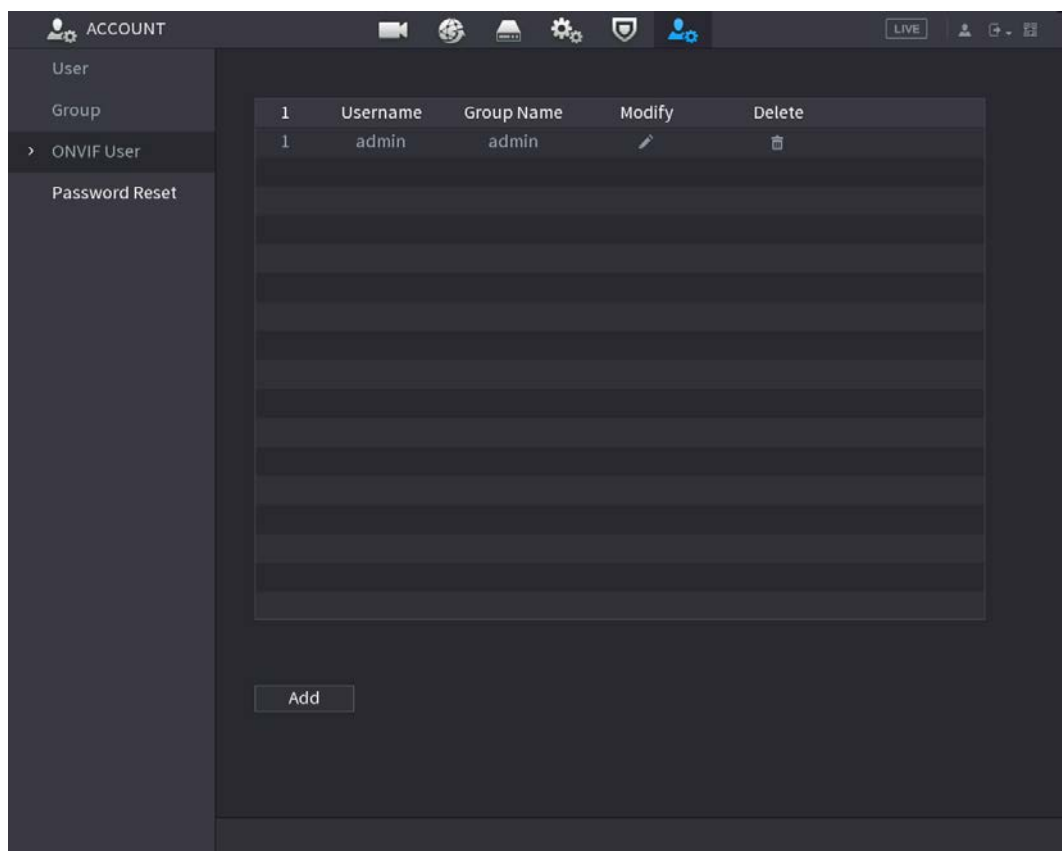 ACCOUNT LIVE
User
Group
ONVIF User
Password Reset
1 Username Group Name Modify Delete
1 admin admin
Add